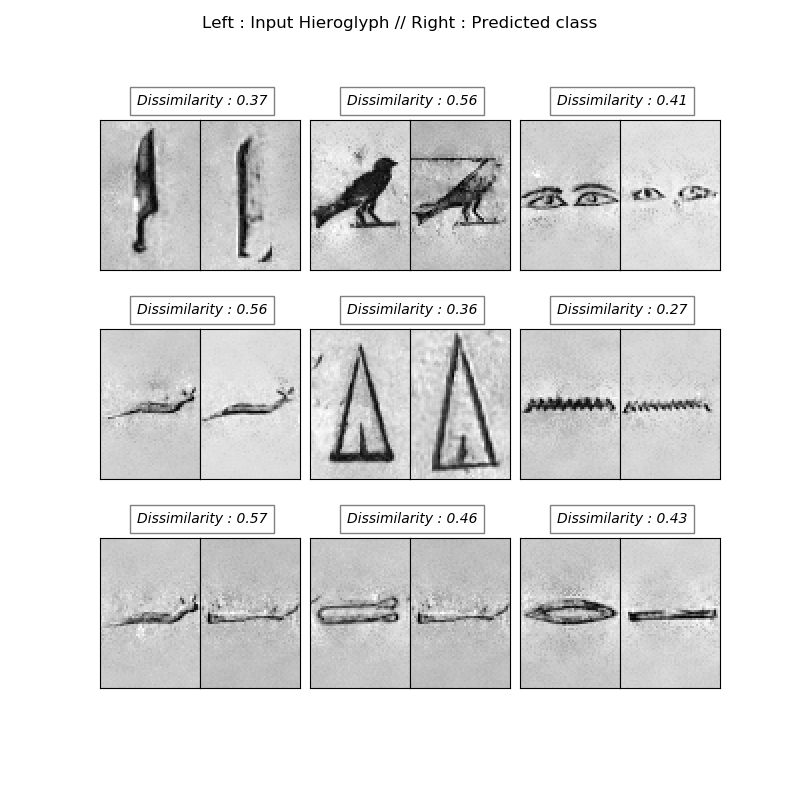 Left : Input Hieroglyph // Right : Predicted class
Dissimilarity : 0.37
Dissimilarity : 0.56
Dissimilarity : 0.41
Dissimilarity : 0.56
Dissimilarity : 0.36
Dissimilarity : 0.27
Dissimilarity : 0.57
Dissimilarity : 0.46
Dissimilarity : 0.43